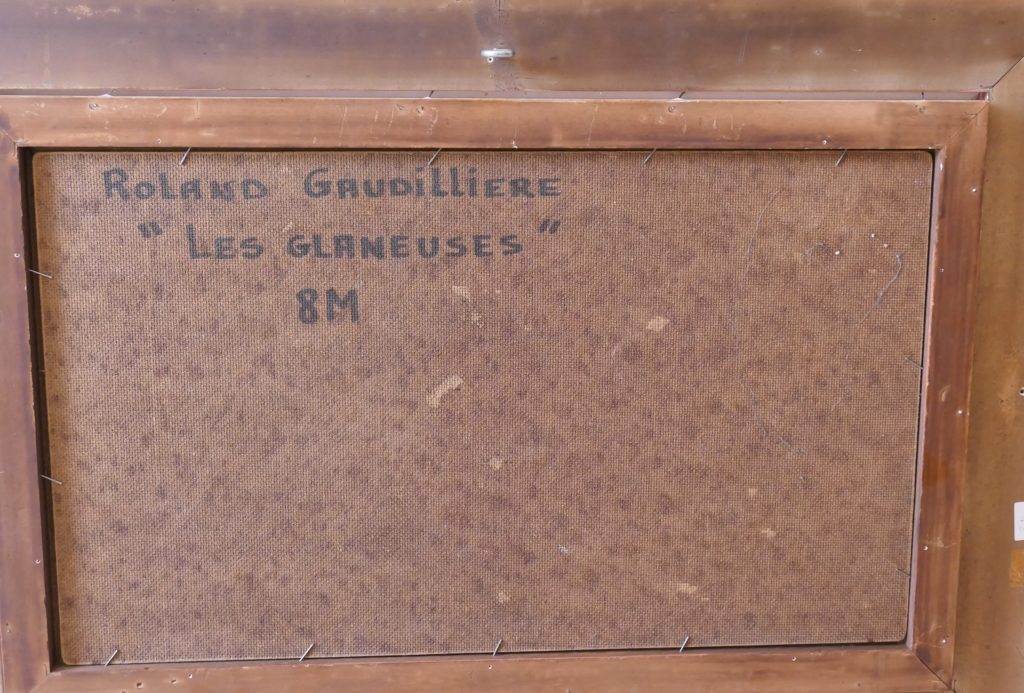 Roland Gaudilliere
"Les glaneuses"
8M